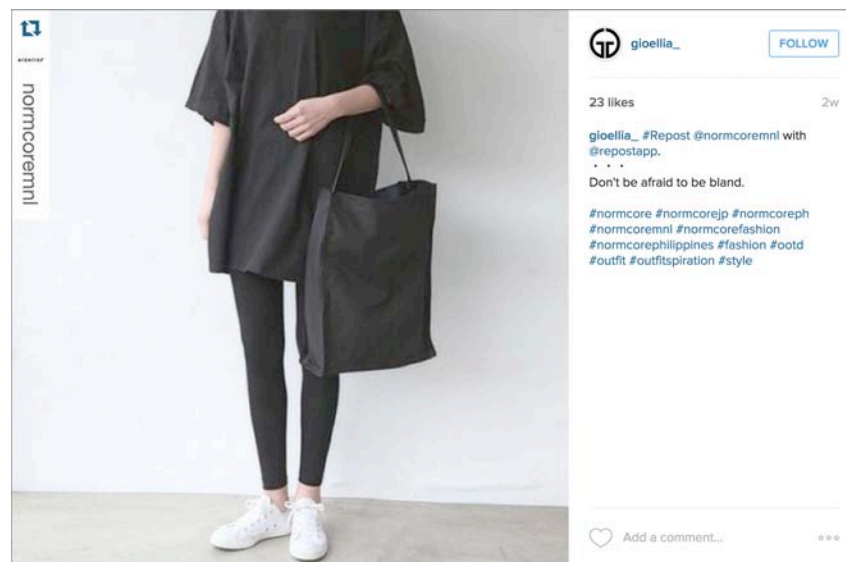 normcoremnl
gioellia_
FOLLOW
23 likes
2w
gioellia_ #Repost @normcoremnl with
@repostapp.
・・・
Don't be afraid to be bland.
#normcore #normcorejp #normcoreph
#normcoremnl #normcorefashion
#normcorephilippines #fashion #ootd
#outfit #outfitspiration #style
Add a comment...